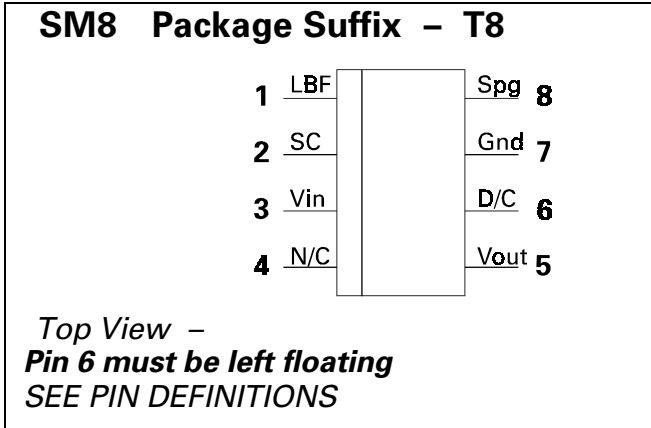 SM8 Package Suffix – T8
1 LBF Spg 8
2 SC Gnd 7
3 Vin D/C 6
4 N/C Vout 5
Top View –
Pin 6 must be left floating
SEE PIN DEFINITIONS